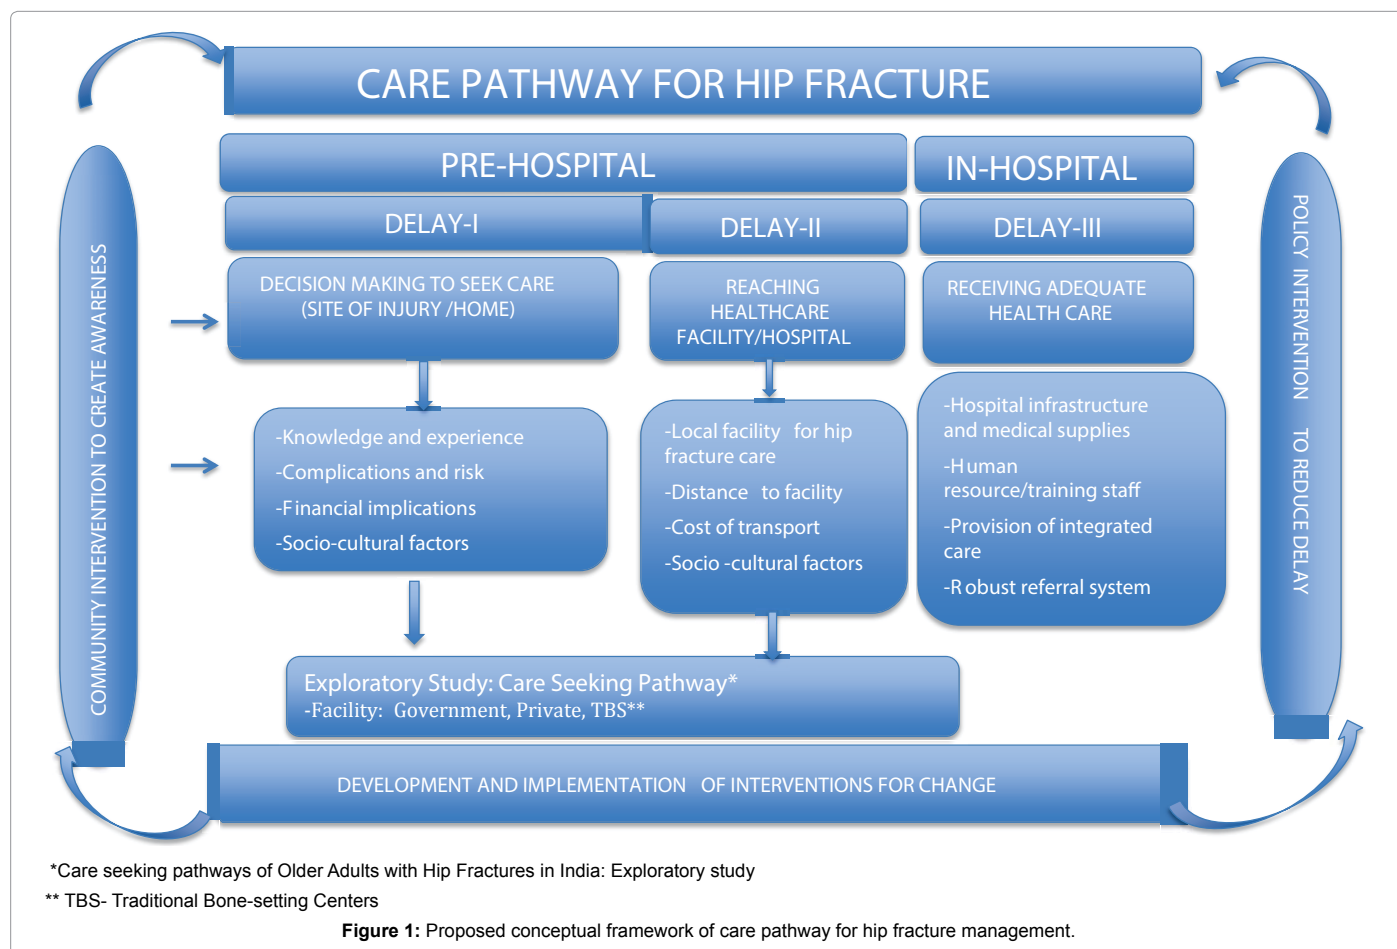 CARE PATHWAY FOR HIP FRACTURE
PRE-HOSPITAL
IN-HOSPITAL
DELAY-I
DELAY-II
DELAY-III
DECISION MAKING TO SEEK CARE
(SITE OF INJURY /HOME)
REACHING
HEALTHCARE
FACILITY/HOSPITAL
RECEIVING ADEQUATE
HEALTH CARE
-Knowledge and experience
-Complications and risk
-Financial implications
-Socio-cultural factors
-Local facility for hip
fracture care
-Distance to facility
-Cost of transport
-Socio -cultural factors
-Hospital infrastructure
and medical supplies
-Human
resource/training staff
-Provision of integrated
care
-Robust referral system
COMMUNITY INTERVENTION TO CREATE AWARENESS
POLICY INTERVENTION TO REDUCE DELAY
Exploratory Study: Care Seeking Pathway*
-Facility: Government, Private, TBS**
DEVELOPMENT AND IMPLEMENTATION OF INTERVENTIONS FOR CHANGE
*Care seeking pathways of Older Adults with Hip Fractures in India: Exploratory study
** TBS- Traditional Bone-setting Centers
Figure 1: Proposed conceptual framework of care pathway for hip fracture management.